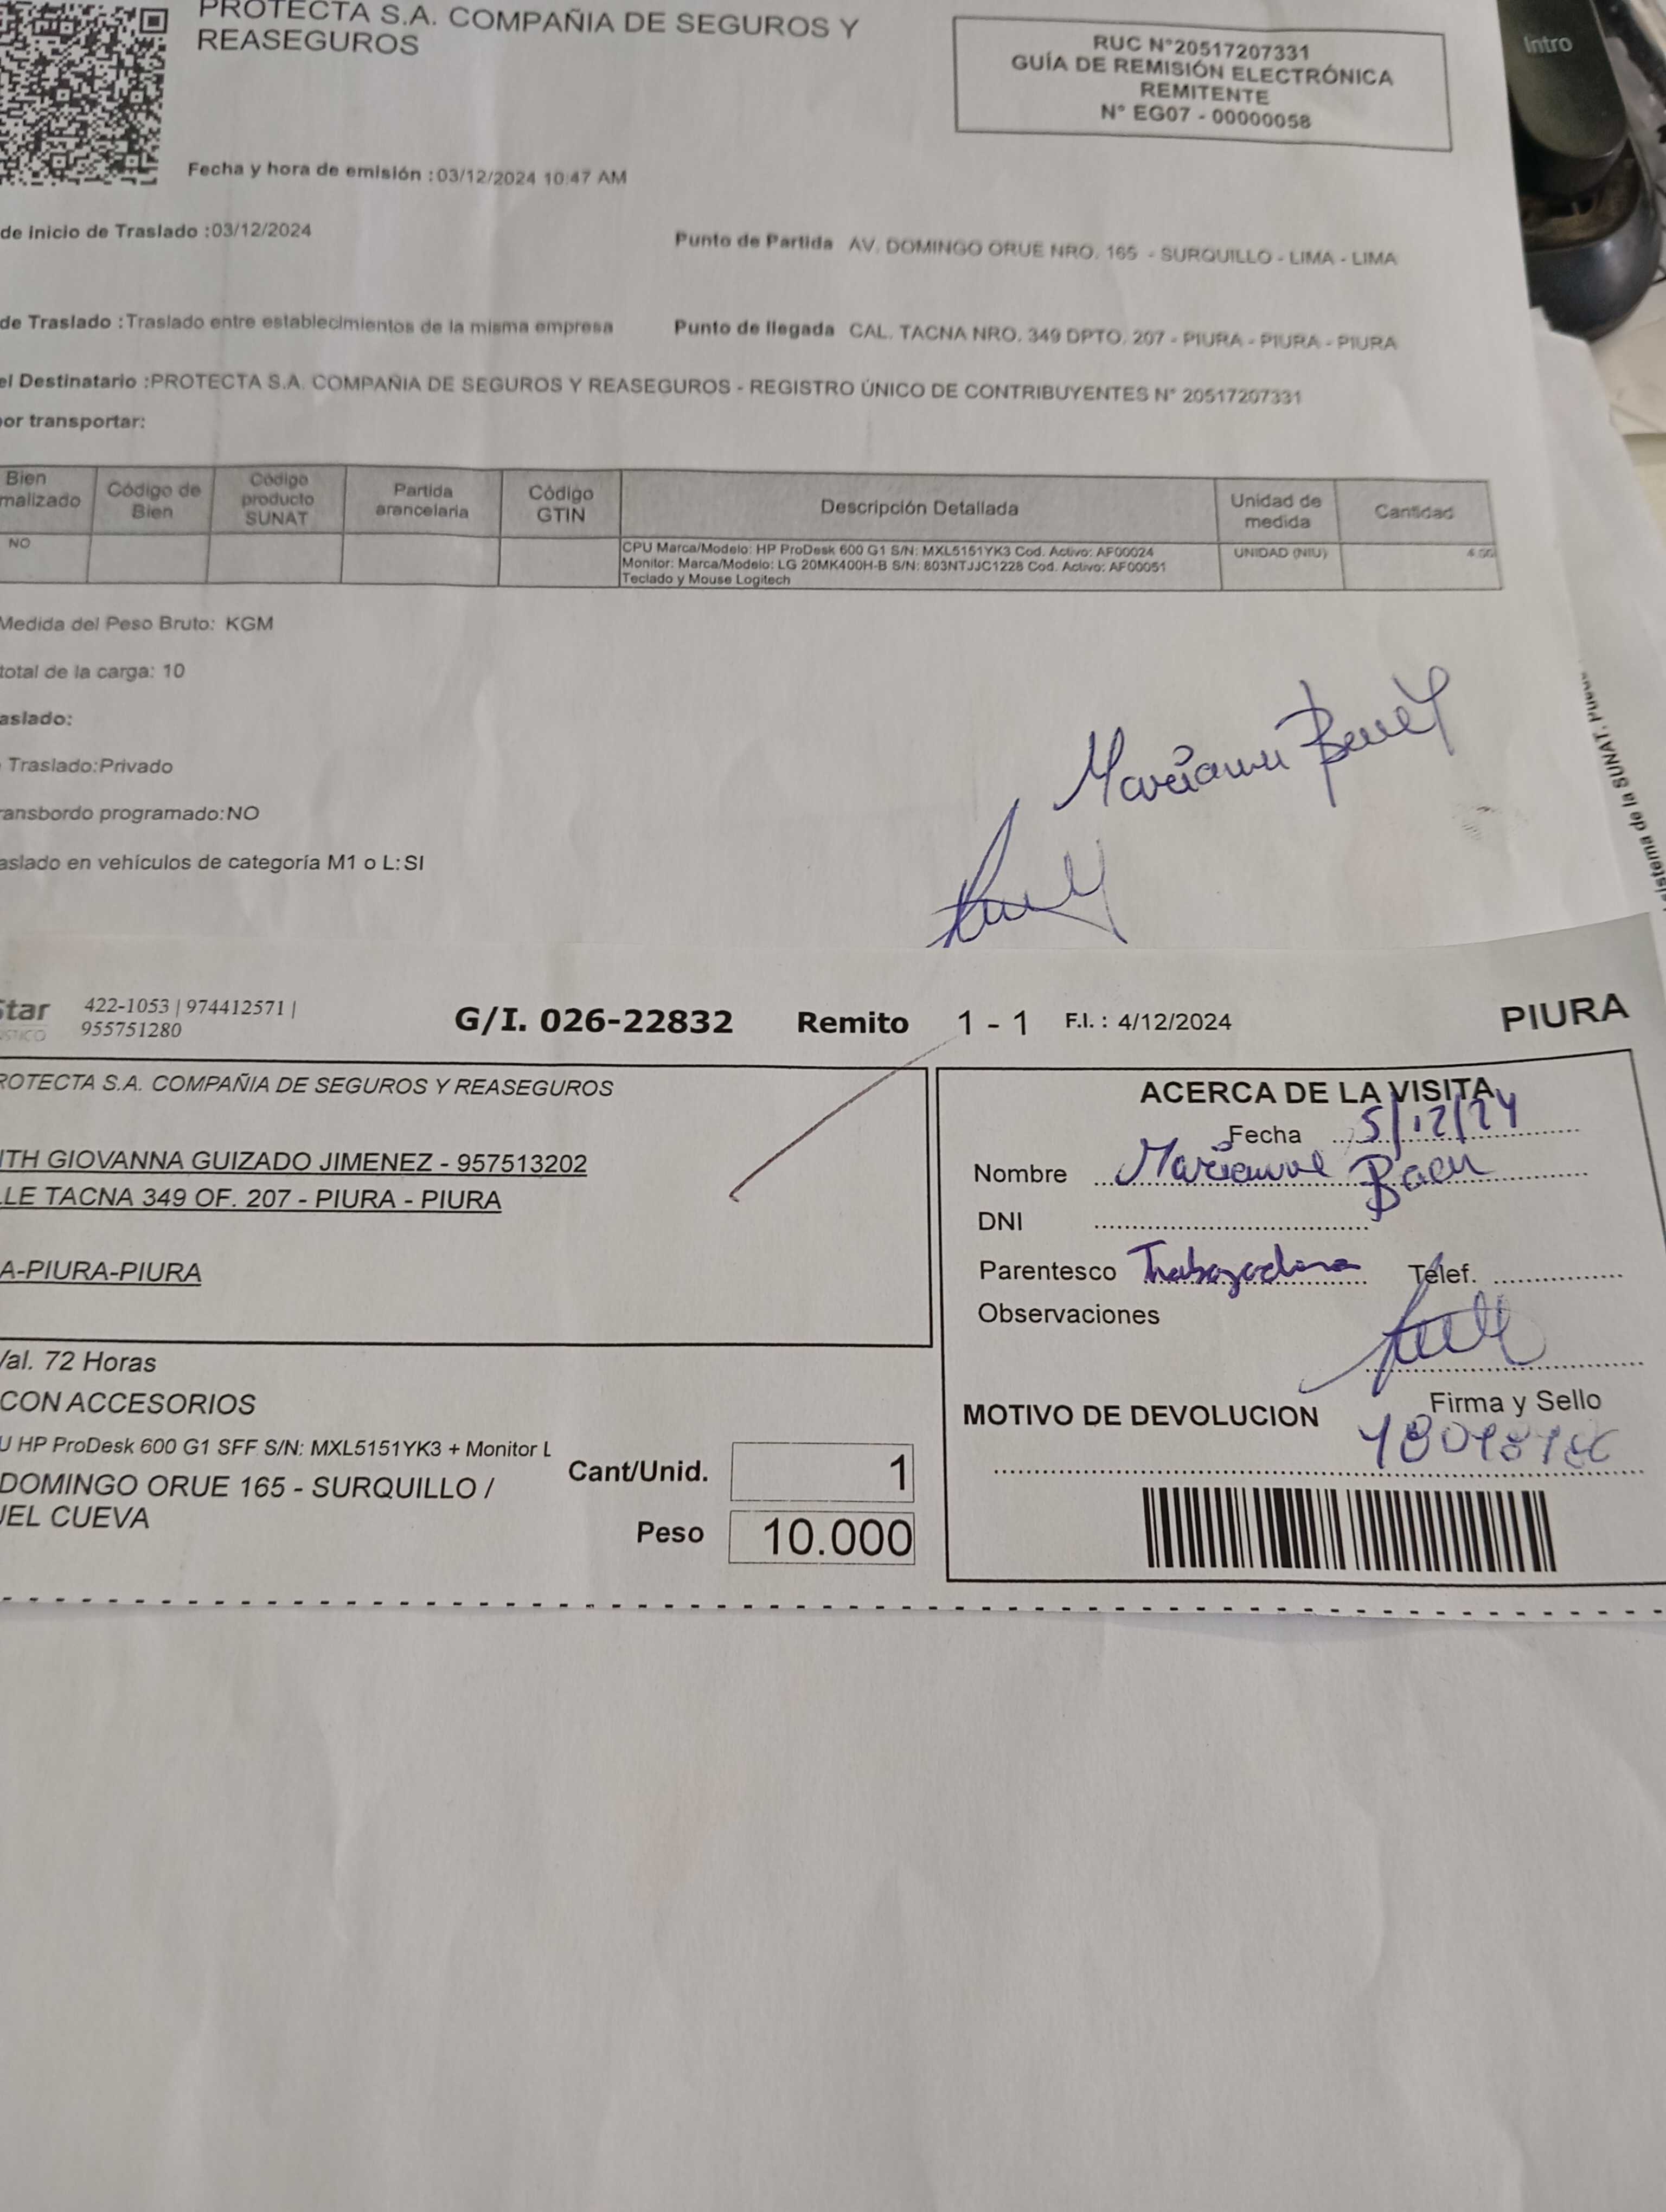 PROTECTA S.A. COMPAÑIA DE SEGUROS Y
REASEGUROS
RUC N°20517207331
GUÍA DE REMISIÓN ELECTRÓNICA
REMITENTE
N° EG07 - 00000058
Intro
Fecha y hora de emisión :03/12/2024 10:47 AM
de inicio de Traslado :03/12/2024
Punto de Partida AV. DOMINGO ORUE NRO. 165 - SURQUILLO - LIMA - LIMA
de Traslado :Traslado entre establecimientos de la misma empresa
Punto de llegada CAL. TACNA NRO. 349 DPTO. 207 - PIURA - PIURA - PIURA
el Destinatario :PROTECTA S.A. COMPAÑIA DE SEGUROS Y REASEGUROS - REGISTRO ÚNICO DE CONTRIBUYENTES N° 20517207331
por transportar:
Bien
malizado
Código de
Bien
Código
producto
SUNAT
Partida
arancelaria
Código
GTIN
Descripción Detallada
Unidad de
medida
Cantidad
NO
CPU Marca/Modelo: HP ProDesk 600 G1 S/N: MXL5151YK3 Cod. Activo: AF00024
Monitor: Marca/Modelo: LG 20MK400H-B S/N: 803NTJJC1228 Cod. Activo: AF00051
Teclado y Mouse Logitech
UNIDAD (NIU)
Medida del Peso Bruto: KGM
total de la carga: 10
aslado:
Traslado:Privado
ransbordo programado:NO
aslado en vehículos de categoría M1 o L:SI
istema de la SUNAT.
Star
422-1053 | 974412571 |
955751280
G/I. 026-22832 Remito 1 - 1 F.I. : 4/12/2024
PIURA
ROTECTA S.A. COMPAÑIA DE SEGUROS Y REASEGUROS
ITH GIOVANNA GUIZADO JIMENEZ - 957513202
LLE TACNA 349 OF. 207 - PIURA - PIURA
A-PIURA-PIURA
ACERCA DE LA VISITA
Fecha 5/12/24
Nombre
DNI
Parentesco Trabajadora Telef.
Observaciones
Firma y Sello
MOTIVO DE DEVOLUCION
Val. 72 Horas
CON ACCESORIOS
U HP ProDesk 600 G1 SFF S/N: MXL5151YK3 + Monitor L
DOMINGO ORUE 165 - SURQUILLO /
UEL CUEVA
Cant/Unid. 1
Peso 10.000